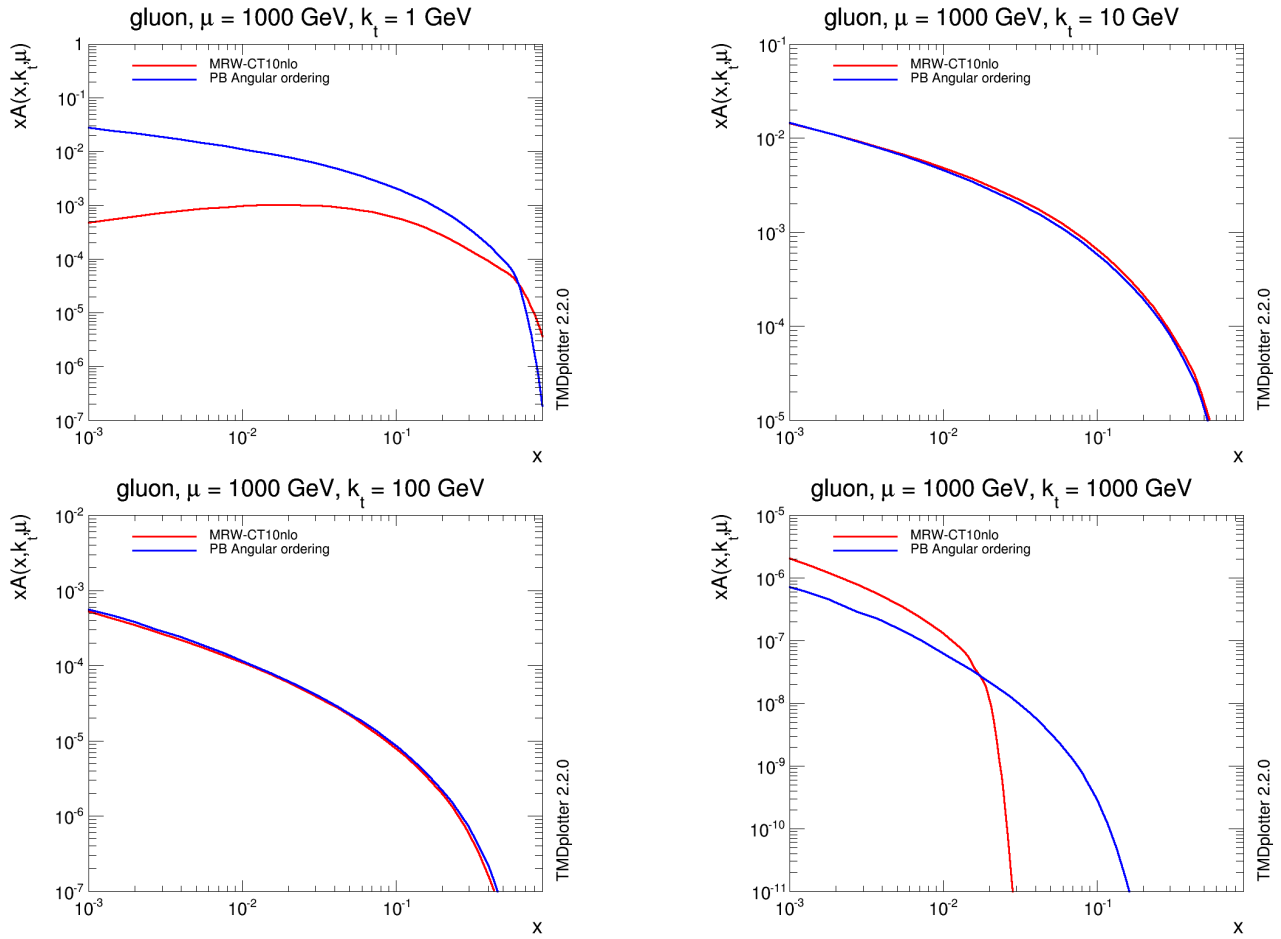 gluon, μ = 1000 GeV, k_t = 1 GeV
xA(x,k_t,μ)
MRW-CT10nlo
PB Angular ordering
1
10^-1
10^-2
10^-3
10^-4
10^-5
10^-6
10^-7
10^-3
10^-2
10^-1
x
TMDplotter 2.2.0
gluon, μ = 1000 GeV, k_t = 10 GeV
xA(x,k_t,μ)
MRW-CT10nlo
PB Angular ordering
10^-1
10^-2
10^-3
10^-4
10^-5
10^-3
10^-2
10^-1
x
TMDplotter 2.2.0
gluon, μ = 1000 GeV, k_t = 100 GeV
xA(x,k_t,μ)
MRW-CT10nlo
PB Angular ordering
10^-2
10^-3
10^-4
10^-5
10^-6
10^-7
10^-3
10^-2
10^-1
x
TMDplotter 2.2.0
gluon, μ = 1000 GeV, k_t = 1000 GeV
xA(x,k_t,μ)
MRW-CT10nlo
PB Angular ordering
10^-5
10^-6
10^-7
10^-8
10^-9
10^-10
10^-11
10^-3
10^-2
10^-1
x
TMDplotter 2.2.0